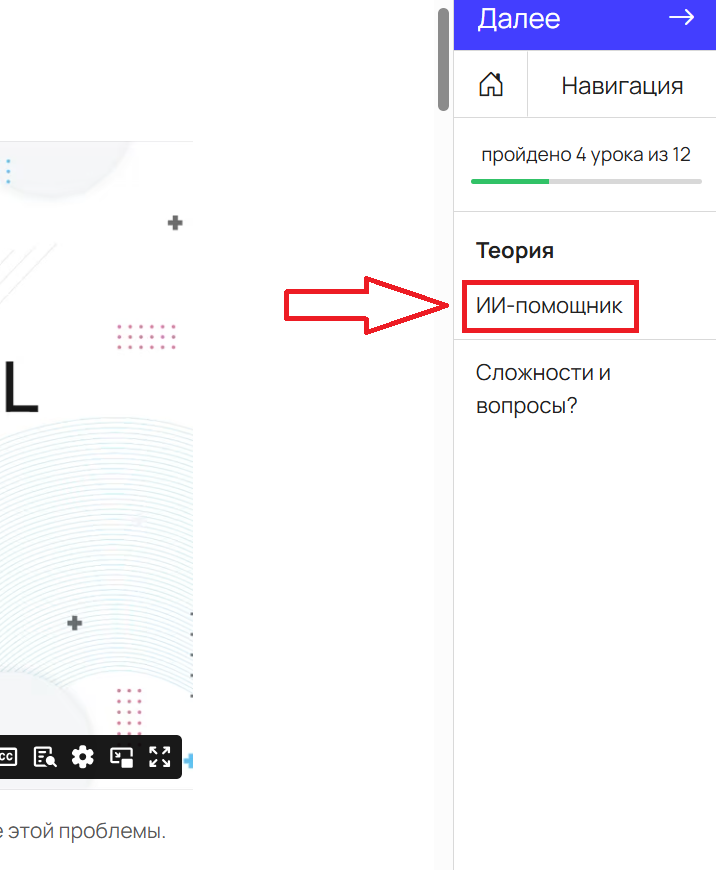 Далее
Навигация
пройдено 4 урока из 12
Теория
ИИ-помощник
Сложности и
вопросы?
L
CC
е этой проблемы.